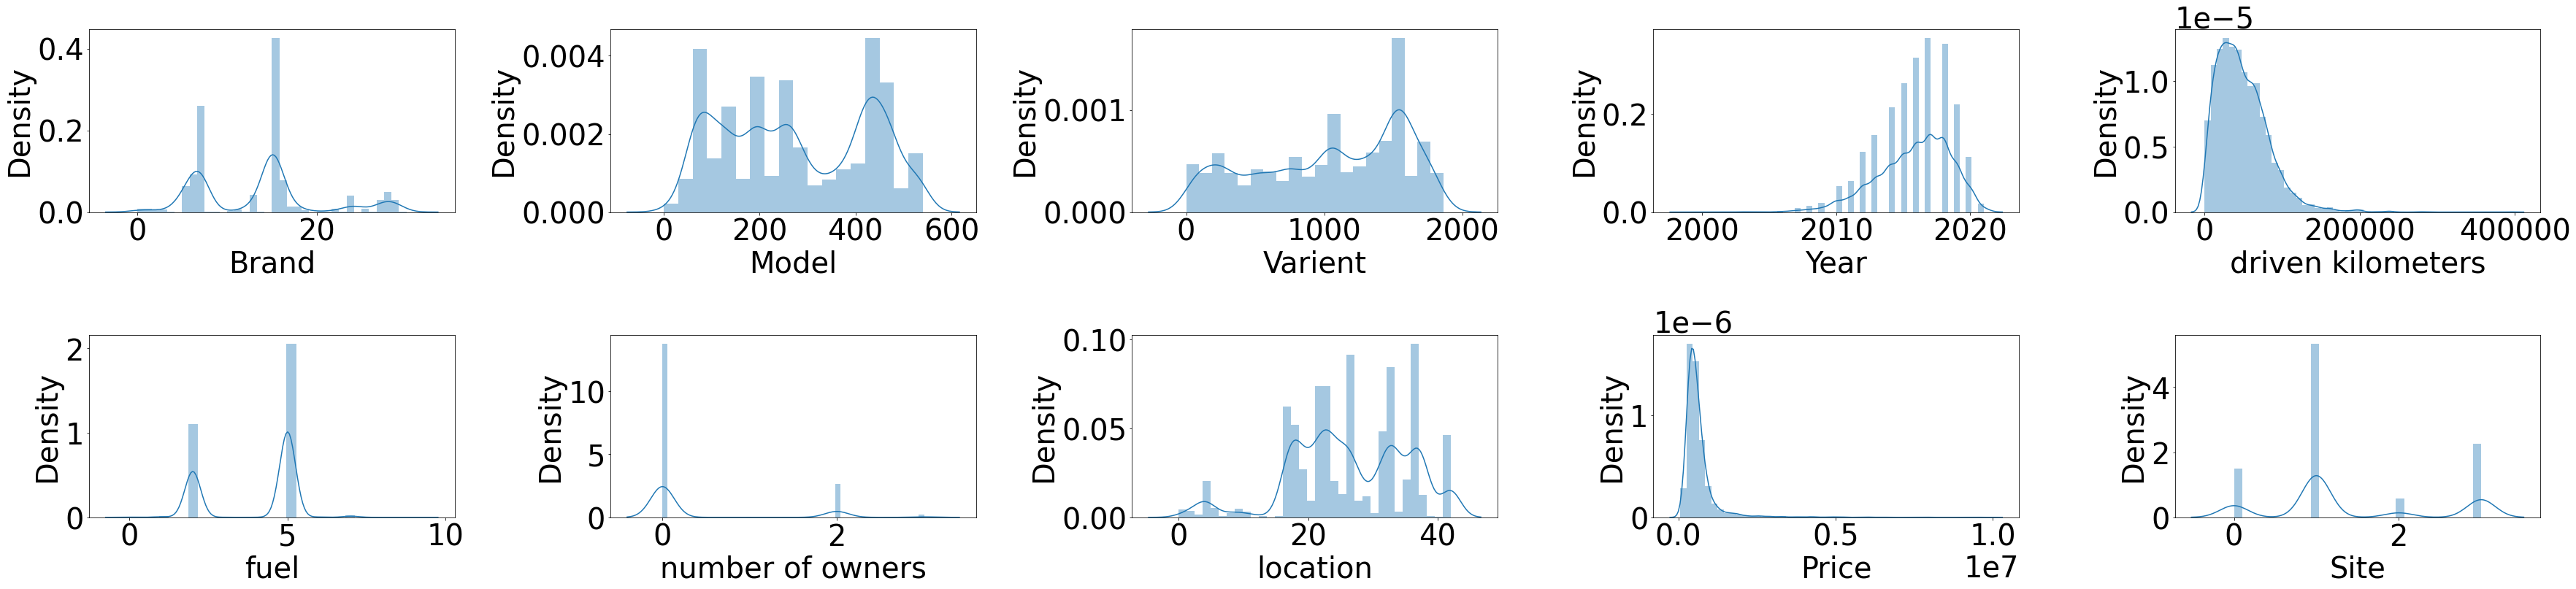 Density
0.4
0.2
0.0
0
20
Brand
Density
0.004
0.002
0.000
0
200
400
600
Model
Density
0.001
0.000
0
1000
2000
Varient
Density
0.2
0.0
2000
2010
2020
Year
1e−5
Density
1.0
0.5
0.0
0
200000
400000
driven kilometers
Density
2
1
0
0
5
10
fuel
Density
10
5
0
0
2
number of owners
Density
0.10
0.05
0.00
0
20
40
location
1e−6
Density
1
0
0.0
0.5
1.0
1e7
Price
Density
4
2
0
0
2
Site